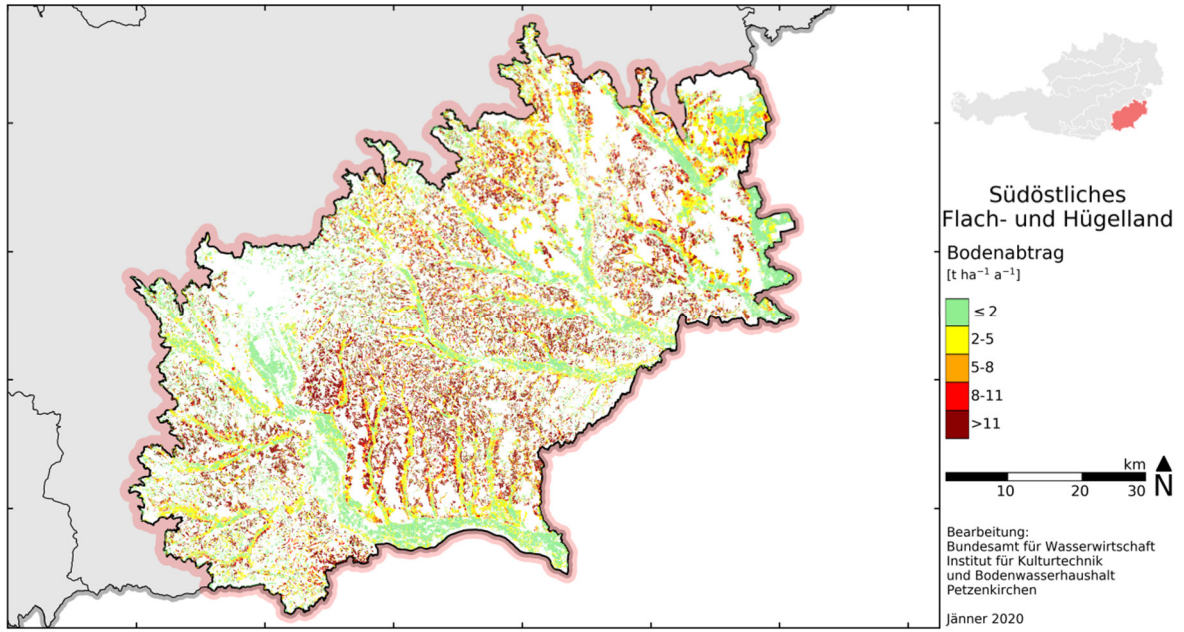 Südöstliches
Flach- und Hügelland
Bodenabtrag
[t ha⁻¹ a⁻¹]
≤ 2
2-5
5-8
8-11
>11
km
10 20 30
N
Bearbeitung:
Bundesamt für Wasserwirtschaft
Institut für Kulturtechnik
und Bodenwasserhaushalt
Petzenkirchen
Jänner 2020